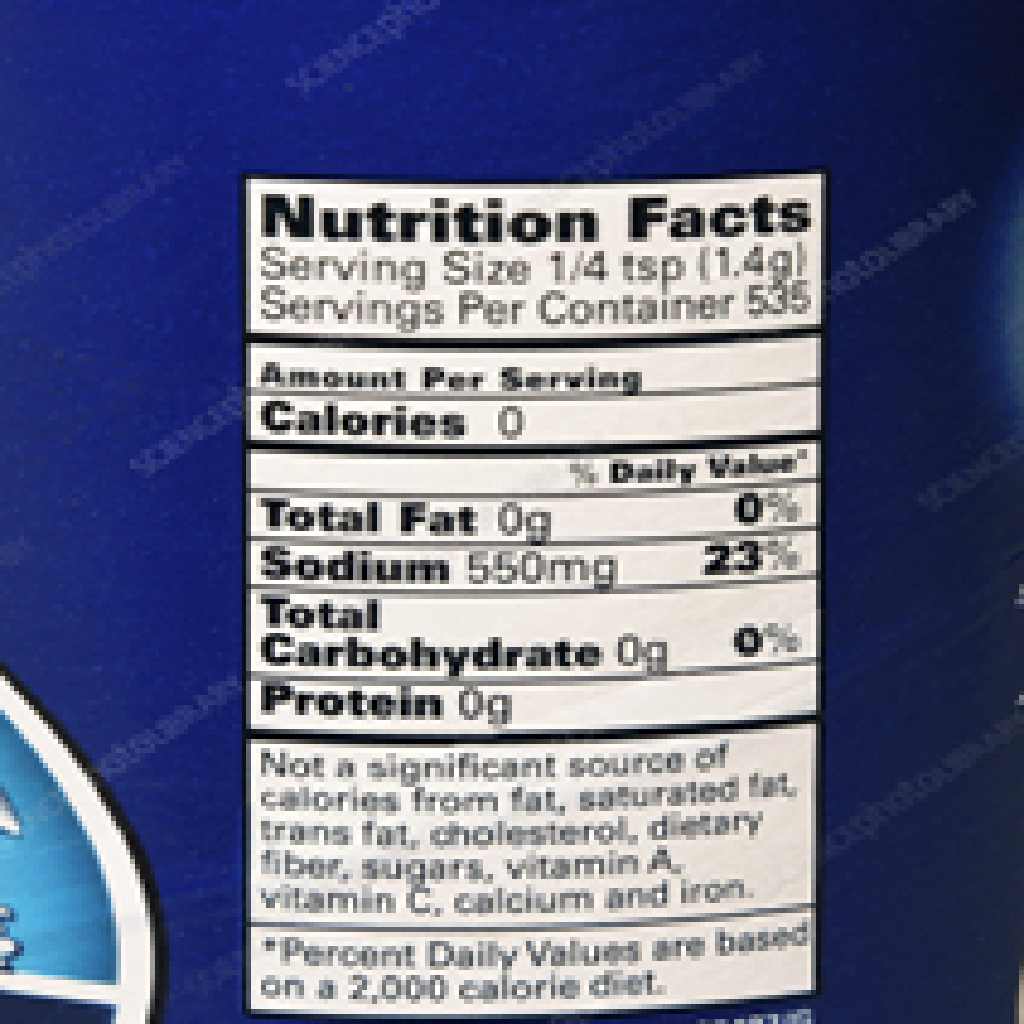 Nutrition Facts
Serving Size 1/4 tsp (1.4g)
Servings Per Container 535
Amount Per Serving
Calories 0
% Daily Value*
Total Fat 0g 0%
Sodium 550mg 23%
Total
Carbohydrate 0g 0%
Protein 0g
Not a significant source of
calories from fat, saturated fat,
trans fat, cholesterol, dietary
fiber, sugars, vitamin A,
vitamin C, calcium and iron.
*Percent Daily Values are based
on a 2,000 calorie diet.